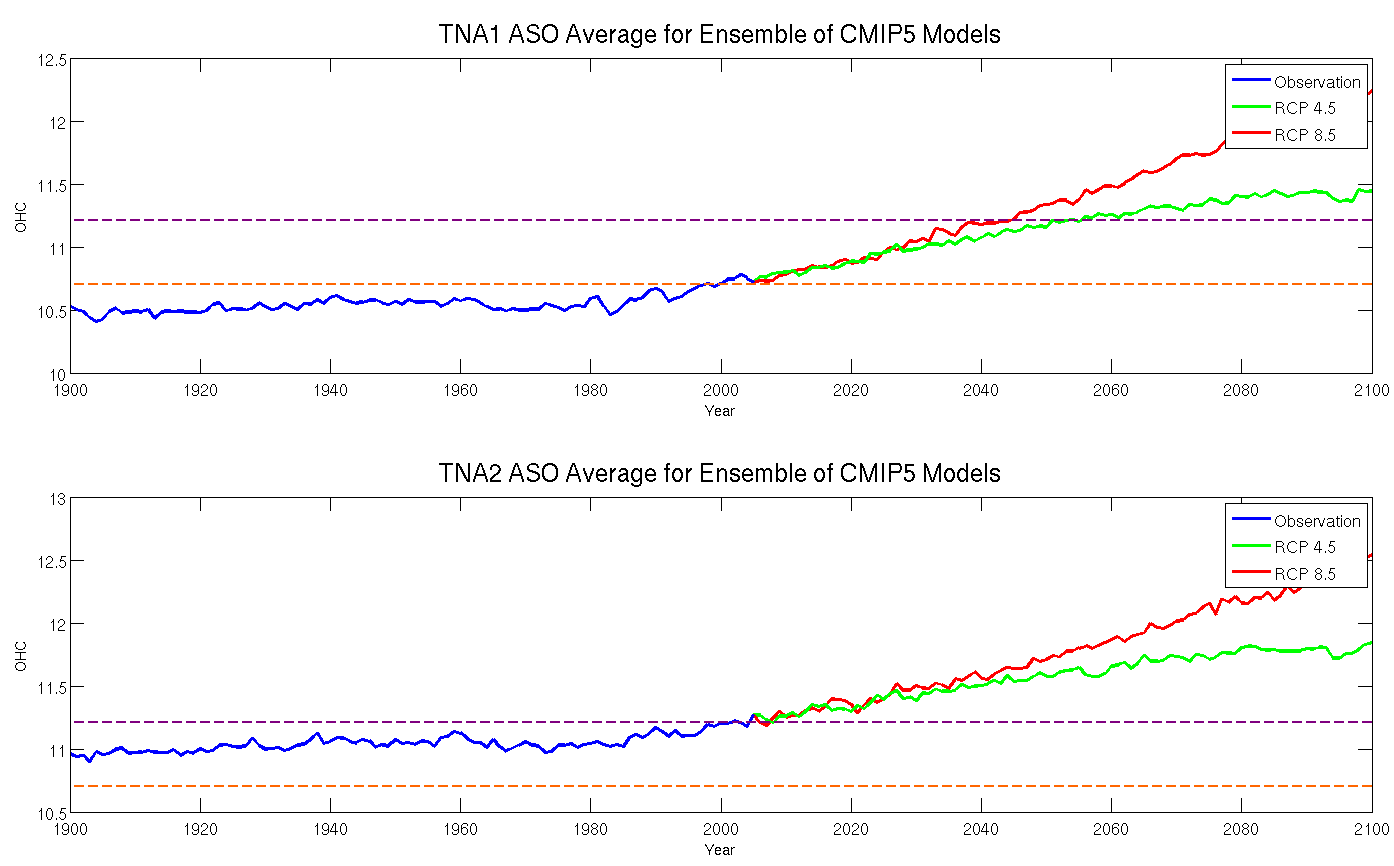 TNA1 ASO Average for Ensemble of CMIP5 Models
12.5
12
11.5
11
10.5
10
OHC
Observation
RCP 4.5
RCP 8.5
1900 1920 1940 1960 1980 2000 2020 2040 2060 2080 2100
Year
TNA2 ASO Average for Ensemble of CMIP5 Models
13
12.5
12
11.5
11
10.5
OHC
Observation
RCP 4.5
RCP 8.5
1900 1920 1940 1960 1980 2000 2020 2040 2060 2080 2100
Year